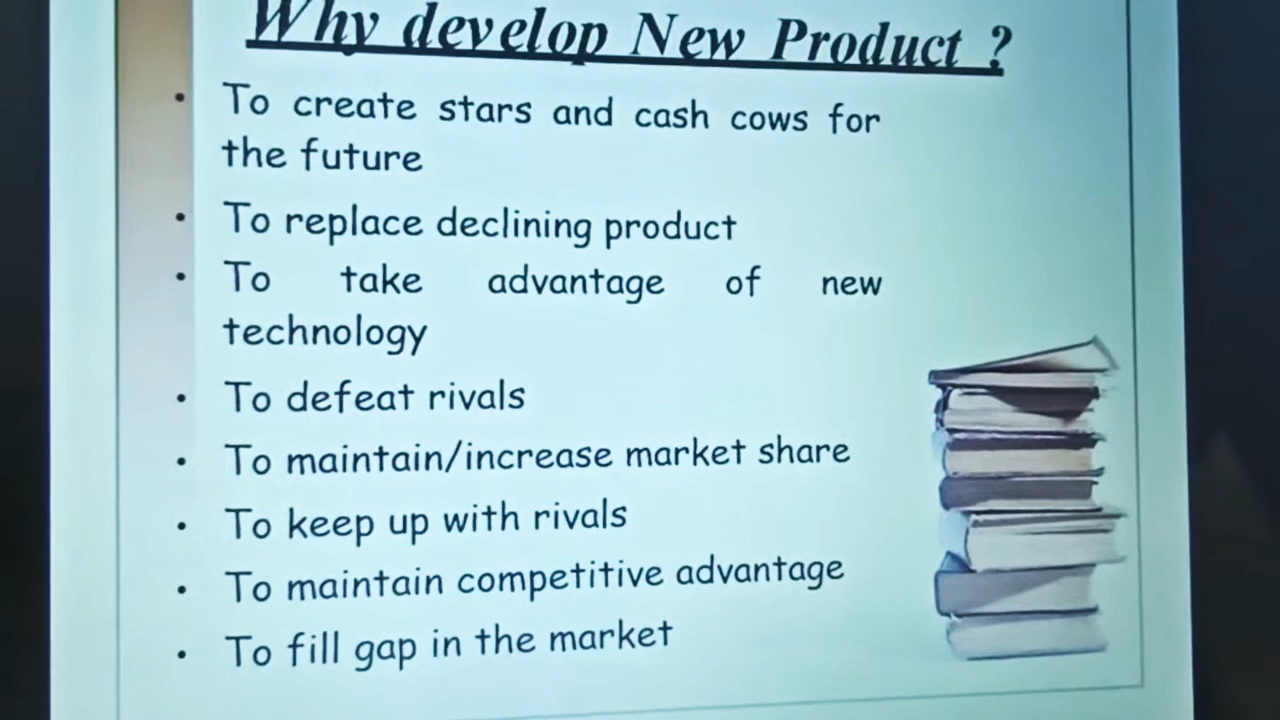 Why develop New Product ?
• To create stars and cash cows for
the future
• To replace declining product
• To take advantage of new
technology
• To defeat rivals
• To maintain/increase market share
• To keep up with rivals
• To maintain competitive advantage
• To fill gap in the market